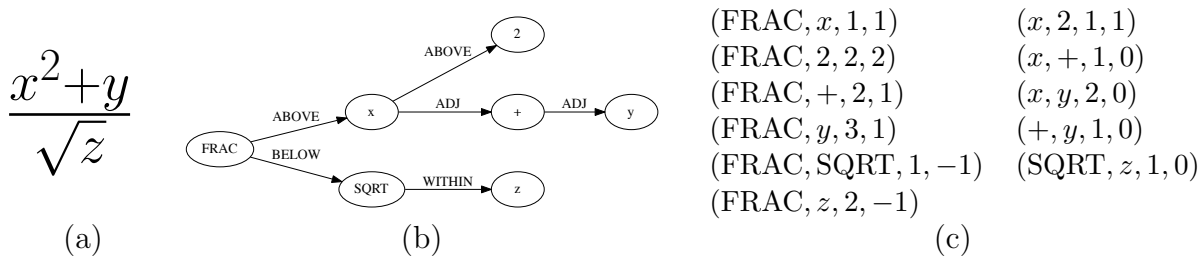 x²+y
√z
(a)
FRAC
ABOVE
BELOW
x
SQRT
ABOVE
ADJ
WITHIN
2
+
z
ADJ
y
(b)
(FRAC, x, 1, 1) (x, 2, 1, 1)
(FRAC, 2, 2, 2) (x, +, 1, 0)
(FRAC, +, 2, 1) (x, y, 2, 0)
(FRAC, y, 3, 1) (+, y, 1, 0)
(FRAC, SQRT, 1, −1) (SQRT, z, 1, 0)
(FRAC, z, 2, −1)
(c)